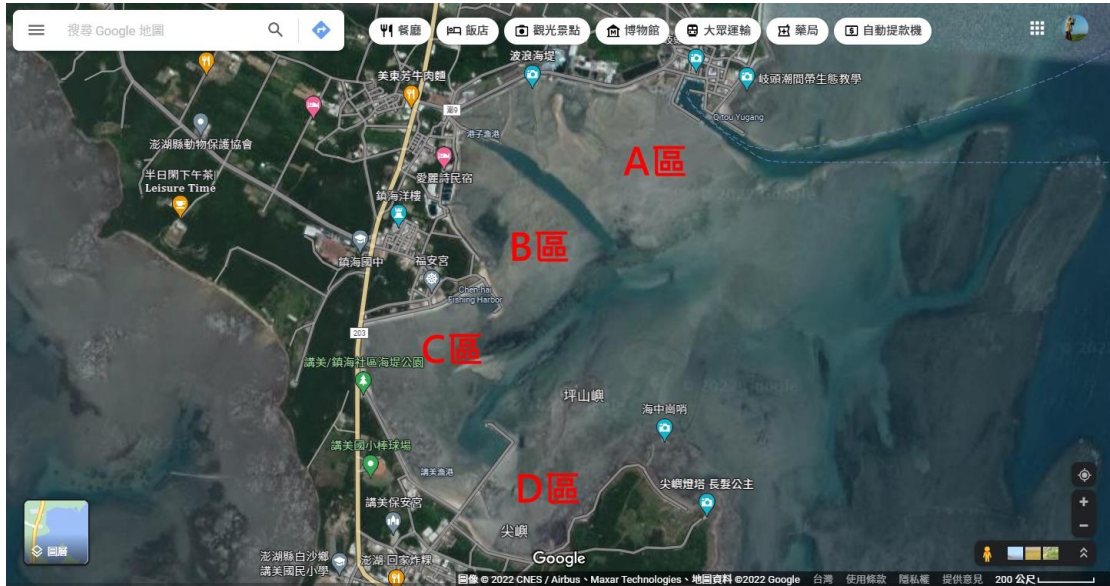 搜尋 Google 地圖
餐廳
飯店
觀光景點
博物館
大眾運輸
藥局
自動提款機
波浪海堤
美東芳牛肉麵
岐頭潮間帶生態教學
澎9
Qitou Yugang
港子漁港
澎湖縣動物保護協會
A區
半日閑下午茶
Leisure Time
愛麗詩民宿
鎮海洋樓
B區
鎮海國中
福安宮
Chen-hai
Fishing Harbor
203
C區
講美/鎮海社區海堤公園
坪山嶼
海中崗哨
講美國小棒球場
講美漁港
D區
尖嶼燈塔 長髮公主
講美保安宮
尖嶼
圖層
澎湖縣白沙鄉
講美國民小學
澎湖 回家炸粿
Google
圖像 © 2022 CNES / Airbus、Maxar Technologies、地圖資料 ©2022 Google 台灣 使用條款 隱私權 提供意見 200 公尺